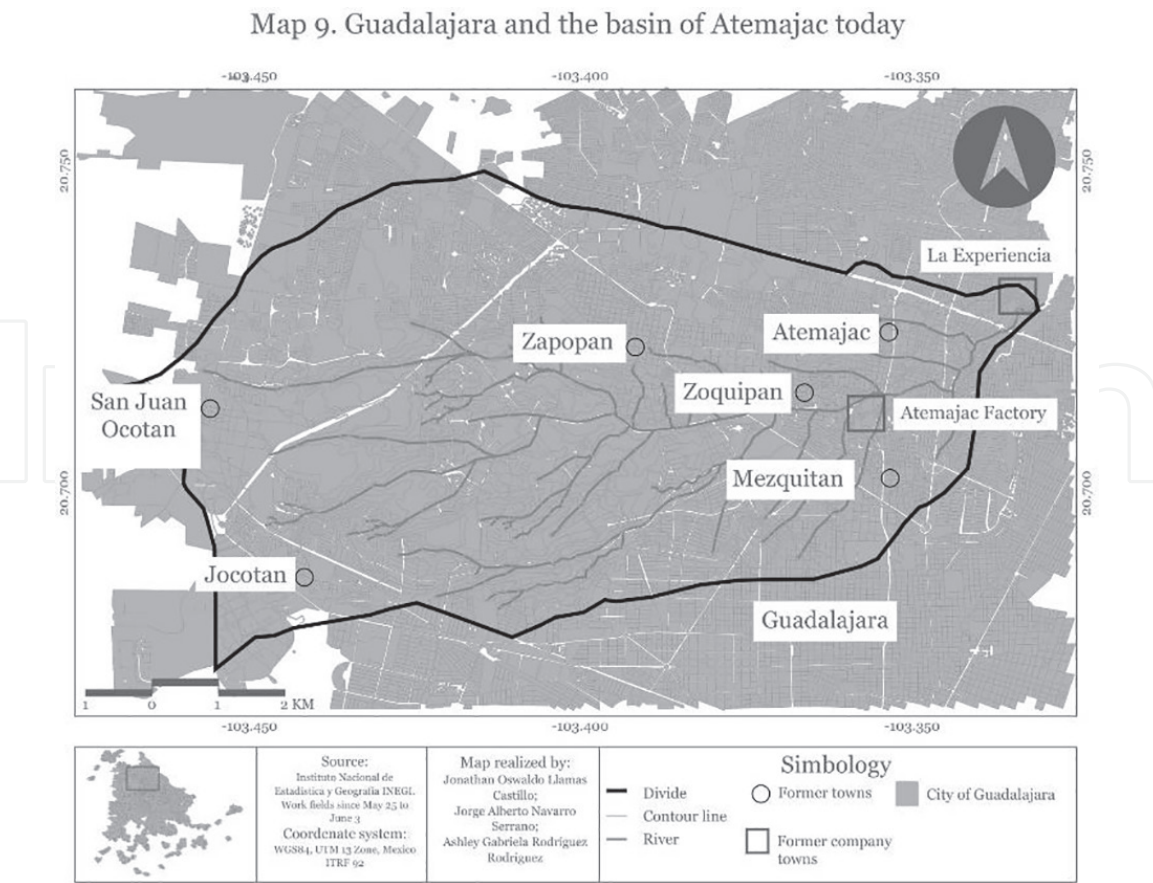 Map 9. Guadalajara and the basin of Atemajac today
-103.450
-103.400
-103.350
20.750
20.750
La Experiencia
Atemajac
Zapopan
Zoquipan
San Juan
Ocotan
Atemajac Factory
Mezquitan
20.700
20.700
Jocotan
Guadalajara
1 0 1 2 KM
-103.450
-103.400
-103.350
Source:
Instituto Nacional de
Estadistica y Geografia INEGI.
Work fields since May 25 to
June 3
Coordenate system:
WGS84, UTM 13 Zone, Mexico
ITRF 92
Map realized by:
Jonathan Oswaldo Llamas
Castillo;
Jorge Alberto Navarro
Serrano;
Ashley Gabriela Rodriguez
Rodriguez
Simbology
Divide
Contour line
River
Former towns
Former company
towns
City of Guadalajara